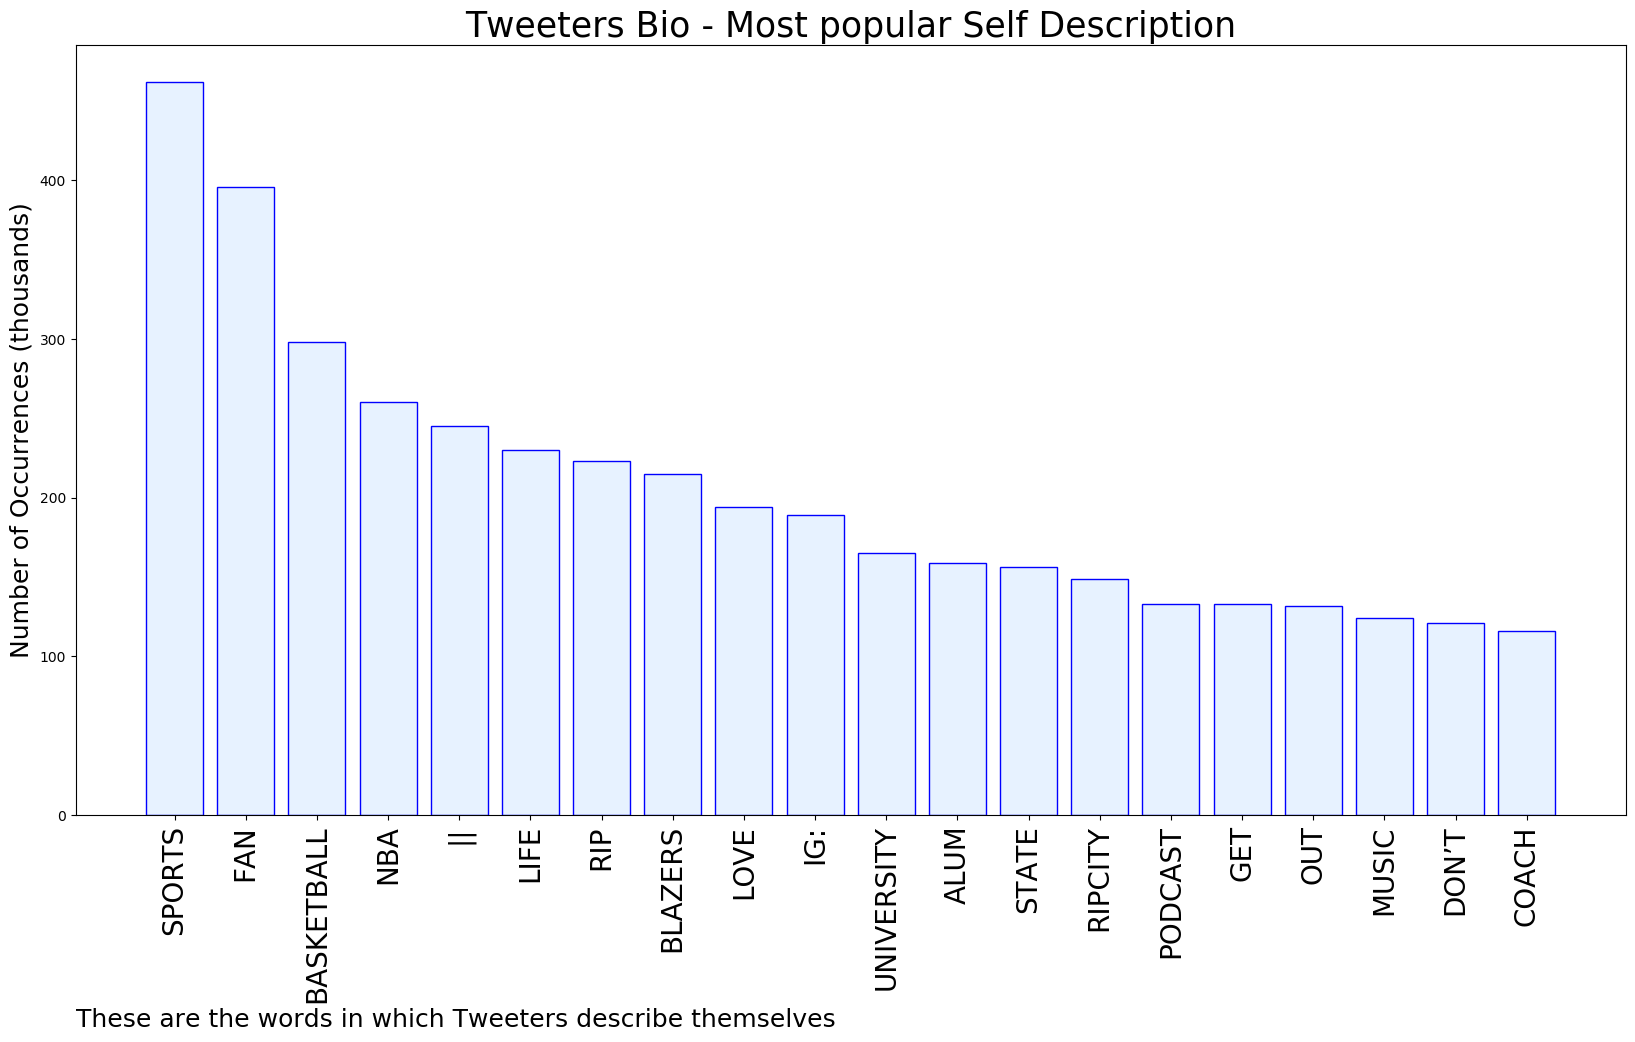 Tweeters Bio - Most popular Self Description
Number of Occurrences (thousands)
400
300
200
100
0
SPORTS
FAN
BASKETBALL
NBA
||
LIFE
RIP
BLAZERS
LOVE
IG:
UNIVERSITY
ALUM
STATE
RIPCITY
PODCAST
GET
OUT
MUSIC
DON’T
COACH
These are the words in which Tweeters describe themselves